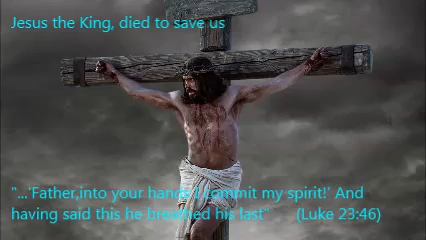 Jesus the King, died to save us
"...'Father,into your hands I commit my spirit!' And
having said this he breathed his last" (Luke 23:46)